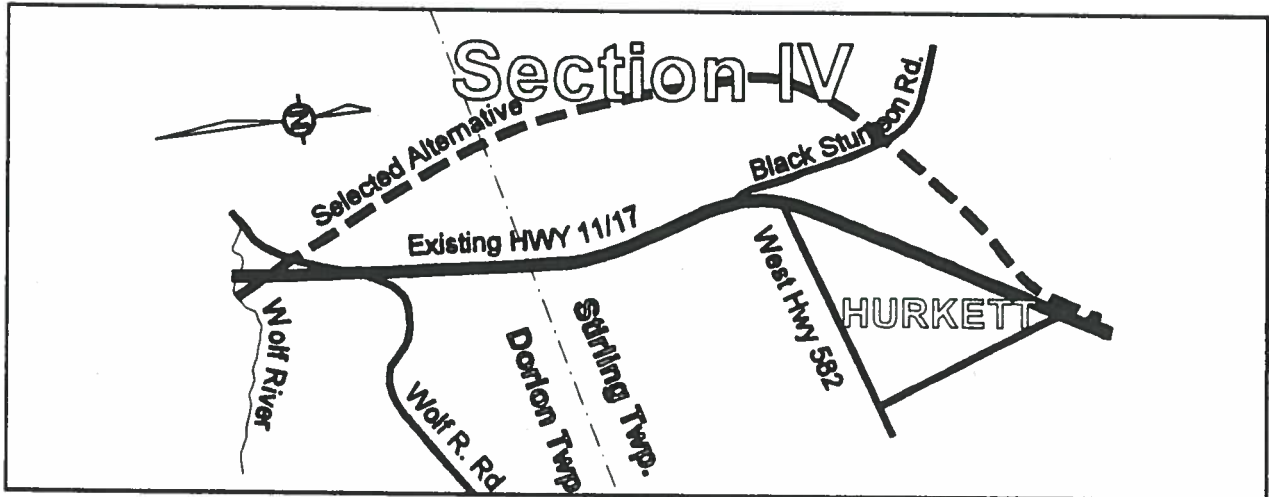 Section IV
N
Selected Alternative
Black Sturgeon Rd.
Existing HWY 11/17
West Hwy 582
HURKETT
Wolf River
Wolf R. Rd
Dorion Twp.
Stirling Twp.